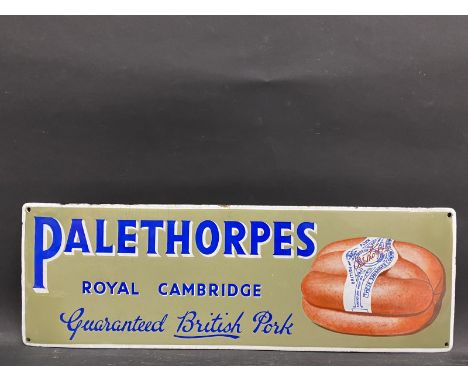 PALETHORPES
ROYAL CAMBRIDGE
Guaranteed British Pork